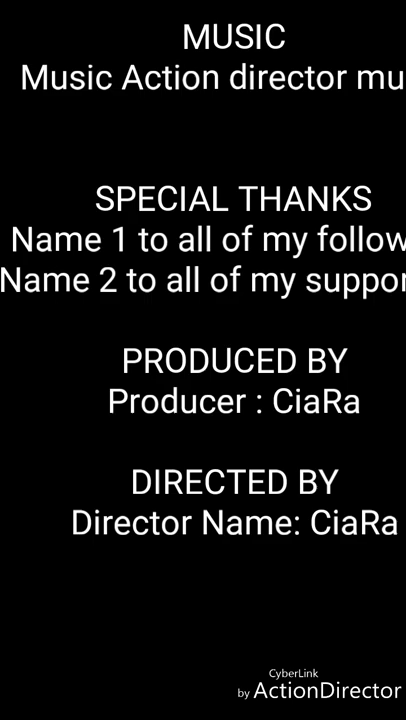 MUSIC
Music Action director mu
SPECIAL THANKS
Name 1 to all of my follow
Name 2 to all of my suppor
PRODUCED BY
Producer : CiaRa
DIRECTED BY
Director Name: CiaRa
CyberLink
by ActionDirector